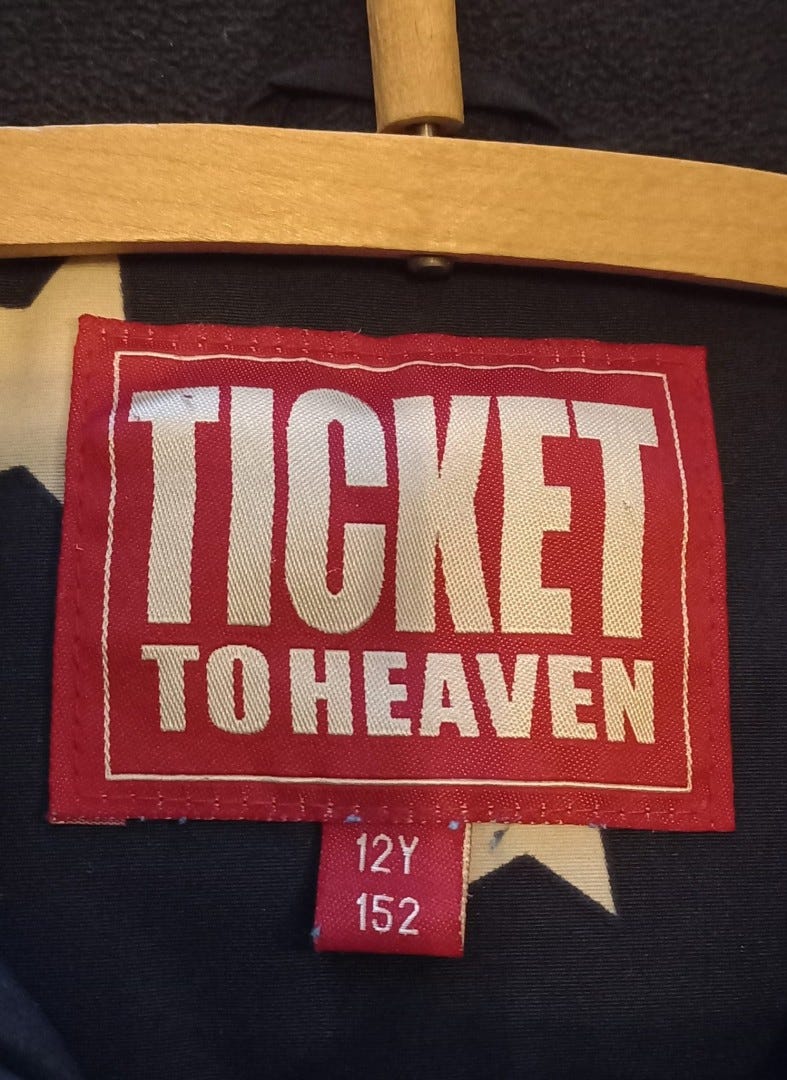 TICKET
TO HEAVEN
12Y
152